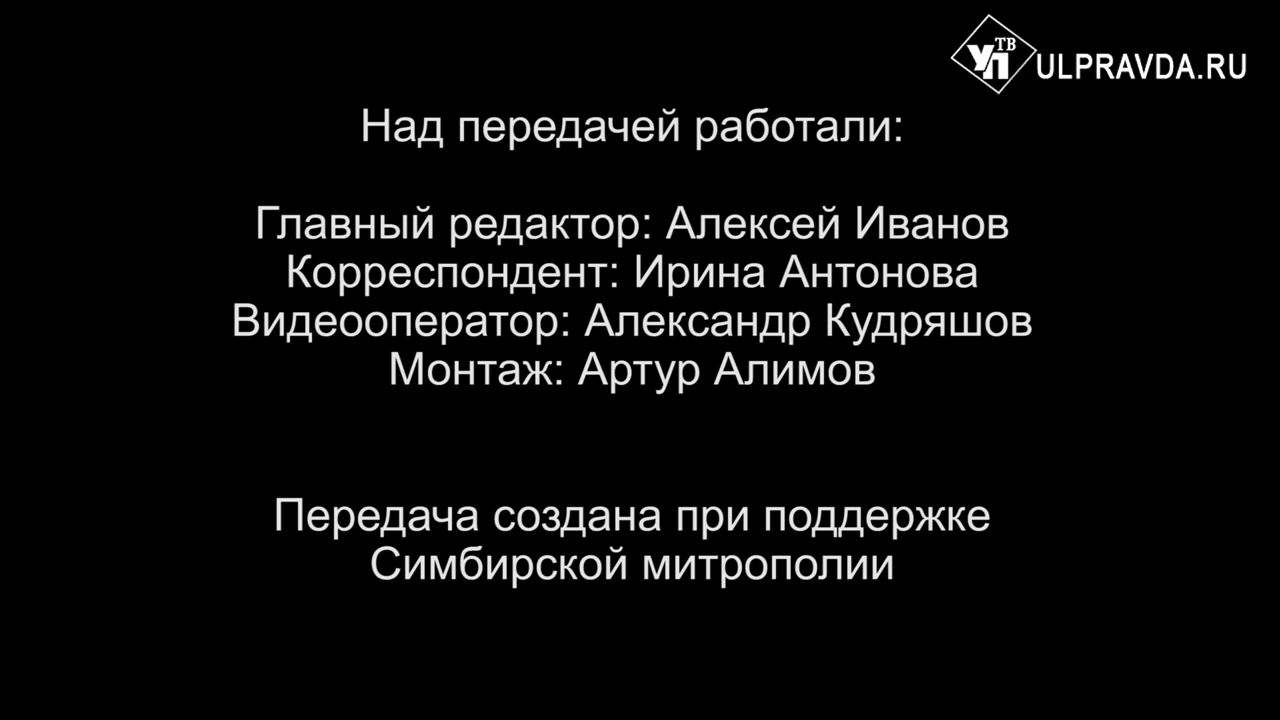 УП ТВ
ULPRAVDA.RU
Над передачей работали:
Главный редактор: Алексей Иванов
Корреспондент: Ирина Антонова
Видеооператор: Александр Кудряшов
Монтаж: Артур Алимов
Передача создана при поддержке
Симбирской митрополии